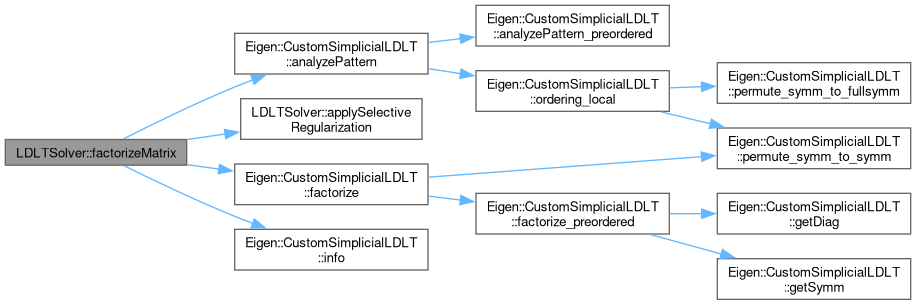 LDLTSolver::factorizeMatrix
Eigen::CustomSimplicialLDLT
::analyzePattern
LDLTSolver::applySelective
Regularization
Eigen::CustomSimplicialLDLT
::factorize
Eigen::CustomSimplicialLDLT
::info
Eigen::CustomSimplicialLDLT
::analyzePattern_preordered
Eigen::CustomSimplicialLDLT
::ordering_local
Eigen::CustomSimplicialLDLT
::factorize_preordered
Eigen::CustomSimplicialLDLT
::permute_symm_to_fullsymm
Eigen::CustomSimplicialLDLT
::permute_symm_to_symm
Eigen::CustomSimplicialLDLT
::getDiag
Eigen::CustomSimplicialLDLT
::getSymm